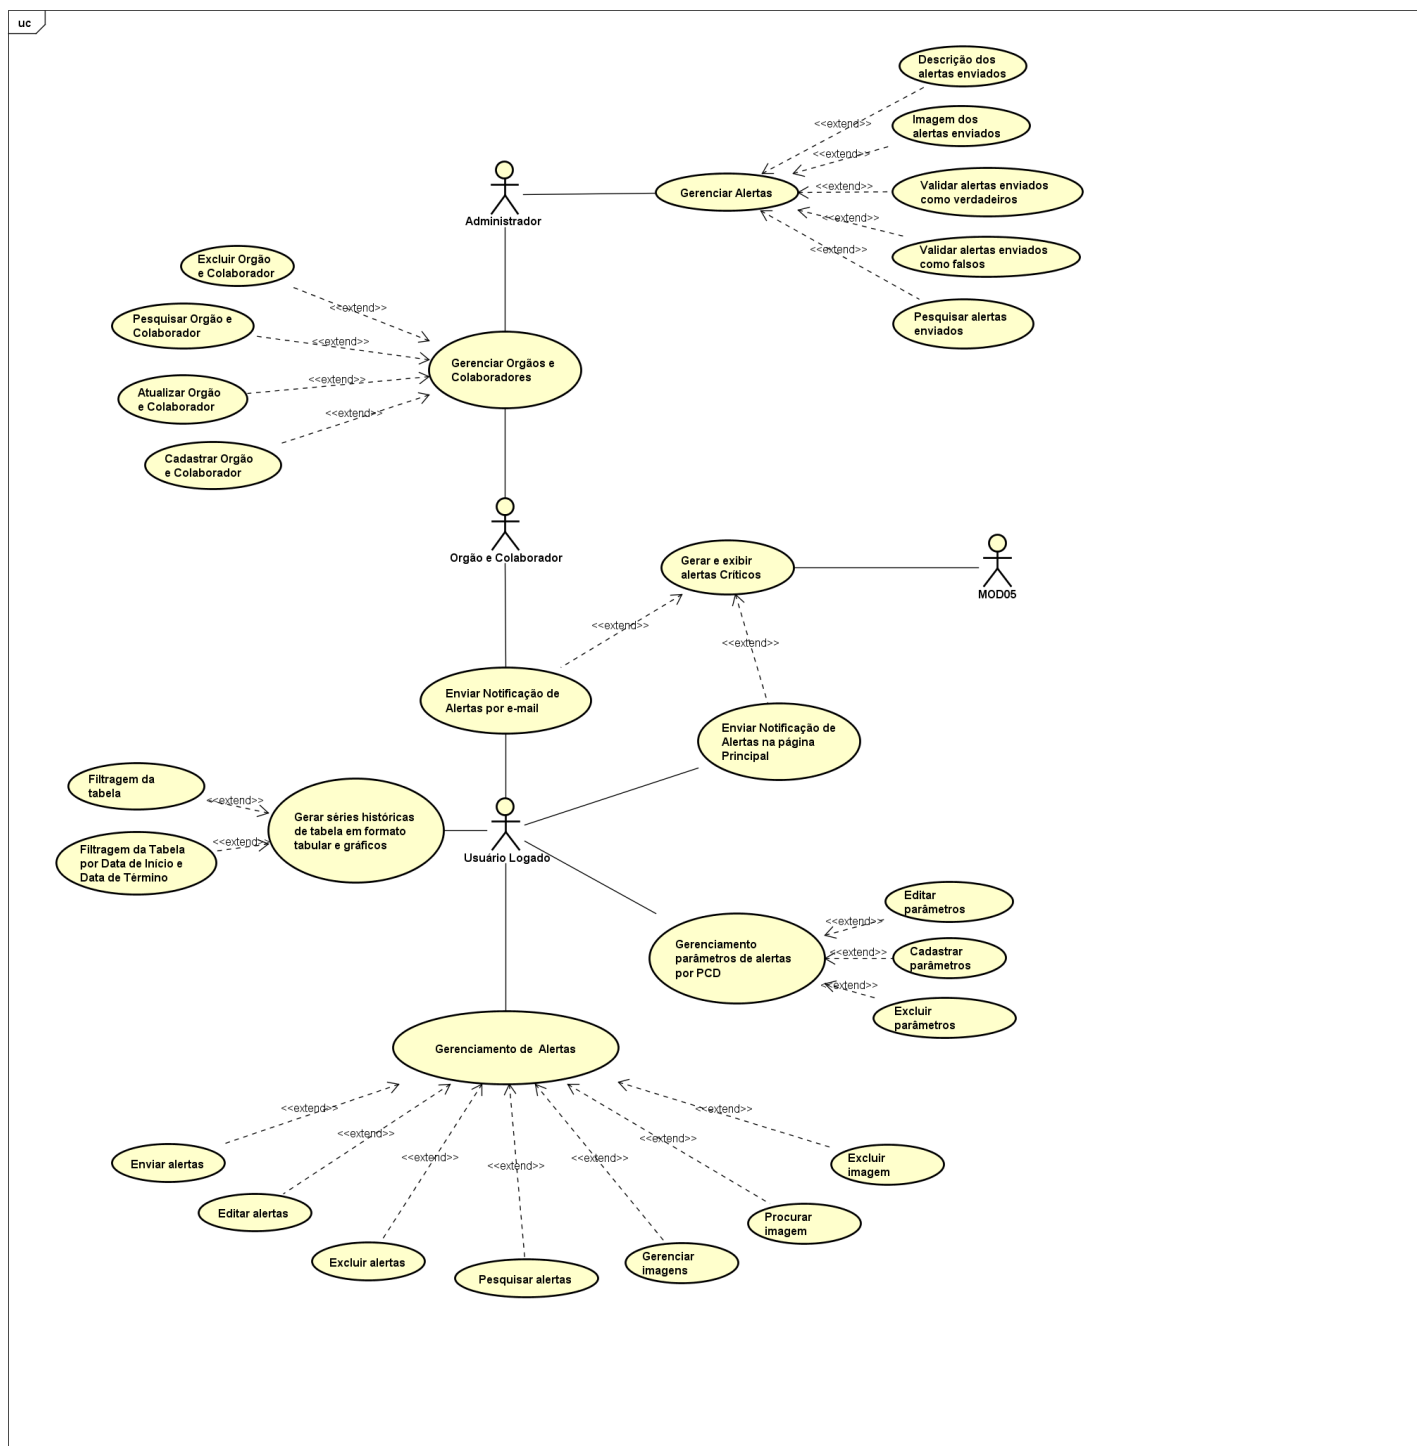 uc
Descrição dos
alertas enviados
<<extend>>
Imagem dos
alertas enviados
<<extend>>
Administrador
Gerenciar Alertas
<<extend>>
Validar alertas enviados
como verdadeiros
<<extend>>
Validar alertas enviados
como falsos
<<extend>>
Pesquisar alertas
enviados
Excluir Orgão
e Colaborador
<<extend>>
Pesquisar Orgão e
Colaborador
<<extend>>
Gerenciar Orgãos e
Colaboradores
Atualizar Orgão
e Colaborador
<<extend>>
Cadastrar Orgão
e Colaborador
<<extend>>
Orgão e Colaborador
Gerar e exibir
alertas Críticos
MOD05
<<extend>>
<<extend>>
Enviar Notificação de
Alertas por e-mail
Enviar Notificação de
Alertas na página
Principal
Filtragem da
tabela
<<extend>>
Filtragem da Tabela
por Data de Início e
Data de Término
<<extend>>
Gerar séries históricas
de tabela em formato
tabular e gráficos
Usuário Logado
Gerenciamento
parâmetros de alertas
por PCD
Editar
parâmetros
<<extend>>
Cadastrar
parâmetros
<<extend>>
Excluir
parâmetros
<<extend>>
Gerenciamento de  Alertas
<<extend>>
<<extend>>
<<extend>>
<<extend>>
<<extend>>
<<extend>>
<<extend>>
Enviar alertas
Editar alertas
Excluir alertas
Pesquisar alertas
Gerenciar
imagens
Procurar
imagem
Excluir
imagem